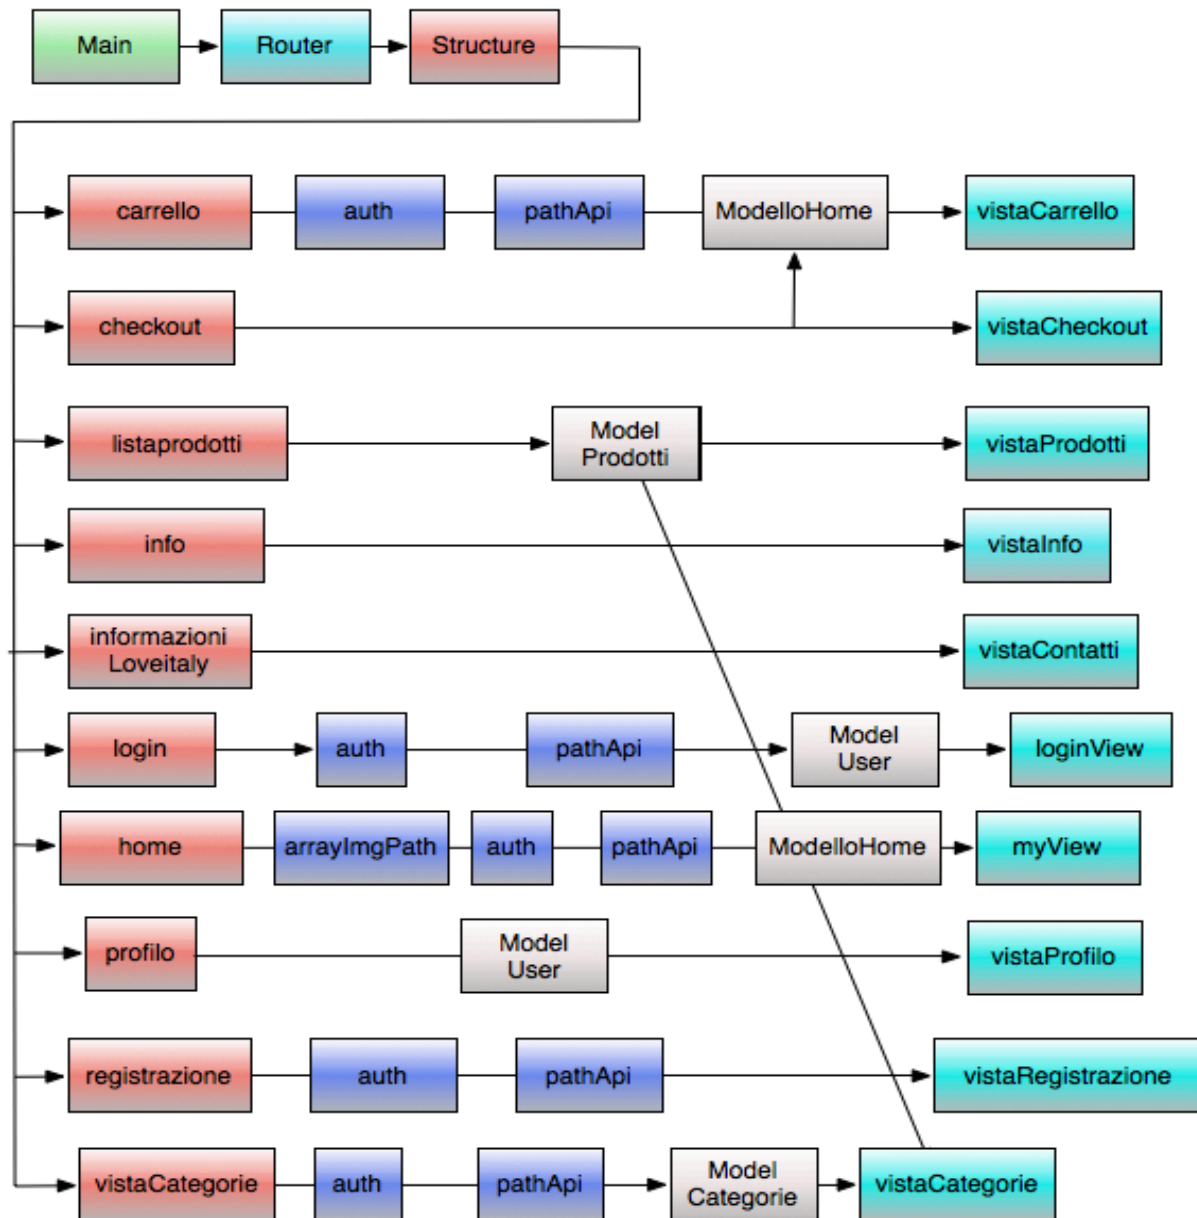 Main
Router
Structure
carrello
auth
pathApi
ModelloHome
vistaCarrello
checkout
vistaCheckout
listaprodotti
Model
Prodotti
vistaProdotti
info
vistaInfo
informazioni
Loveitaly
vistaContatti
login
auth
pathApi
Model
User
loginView
home
arrayImgPath
auth
pathApi
ModelloHome
myView
profilo
Model
User
vistaProfilo
registrazione
auth
pathApi
vistaRegistrazione
vistaCategorie
auth
pathApi
Model
Categorie
vistaCategorie